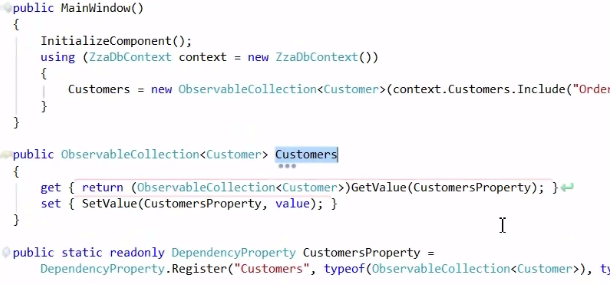 public MainWindow()
{
InitializeComponent();
using (ZzaDbContext context = new ZzaDbContext())
{
Customers = new ObservableCollection<Customer>(context.Customers.Include("Order
}
}
public ObservableCollection<Customer> Customers
{
get { return (ObservableCollection<Customer>)GetValue(CustomersProperty); }
set { SetValue(CustomersProperty, value); }
}
public static readonly DependencyProperty CustomersProperty =
DependencyProperty.Register("Customers", typeof(ObservableCollection<Customer>), ty